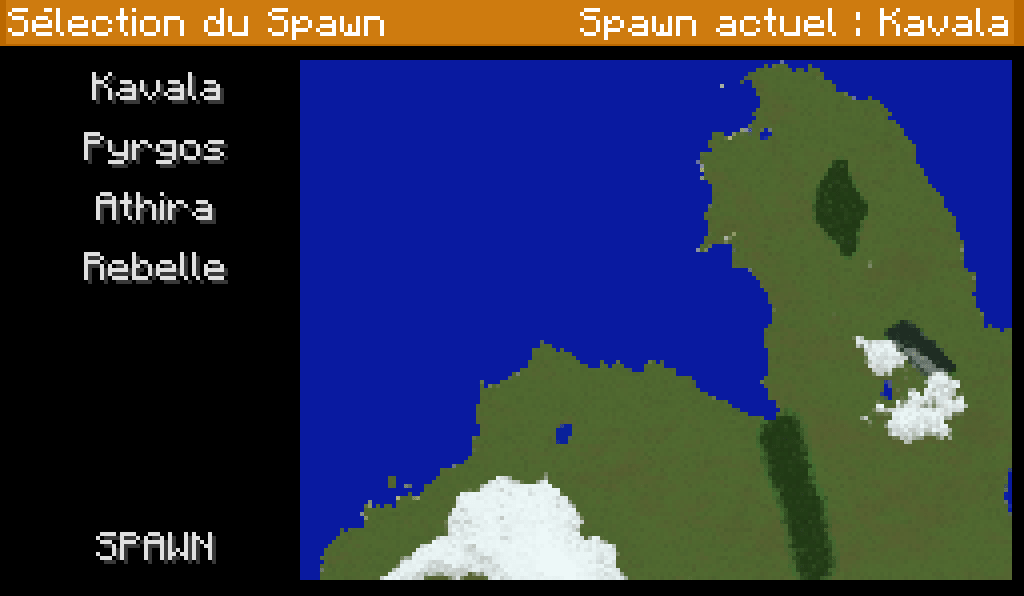 Sélection du Spawn
Spawn actuel : Kavala
Kavala
Pyrgos
Athira
Rebelle
SPAWN